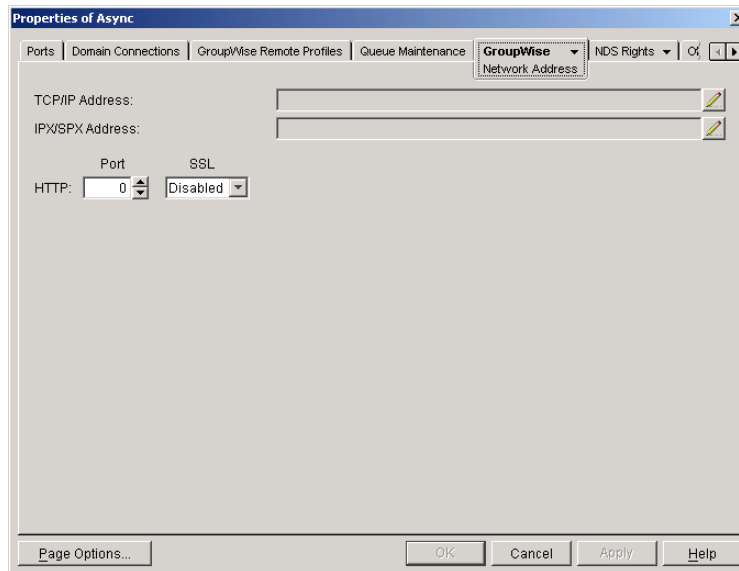 Properties of Async
Ports | Domain Connections | GroupWise Remote Profiles | Queue Maintenance | GroupWise | NDS Rights
Network Address
TCP/IP Address:
IPX/SPX Address:
Port SSL
HTTP: 0 Disabled
Page Options... OK Cancel Apply Help